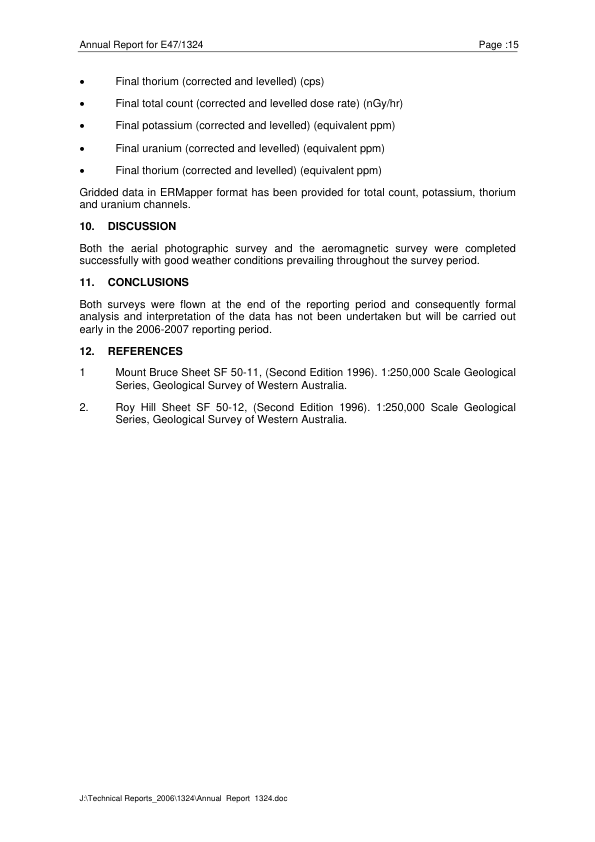 Annual Report for E47/1324 Page :15
• Final thorium (corrected and levelled) (cps)
• Final total count (corrected and levelled dose rate) (nGy/hr)
• Final potassium (corrected and levelled) (equivalent ppm)
• Final uranium (corrected and levelled) (equivalent ppm)
• Final thorium (corrected and levelled) (equivalent ppm)
Gridded data in ERMapper format has been provided for total count, potassium, thorium
and uranium channels.
10. DISCUSSION
Both the aerial photographic survey and the aeromagnetic survey were completed
successfully with good weather conditions prevailing throughout the survey period.
11. CONCLUSIONS
Both surveys were flown at the end of the reporting period and consequently formal
analysis and interpretation of the data has not been undertaken but will be carried out
early in the 2006-2007 reporting period.
12. REFERENCES
1 Mount Bruce Sheet SF 50-11, (Second Edition 1996). 1:250,000 Scale Geological
Series, Geological Survey of Western Australia.
2. Roy Hill Sheet SF 50-12, (Second Edition 1996). 1:250,000 Scale Geological
Series, Geological Survey of Western Australia.
J:\Technical Reports_2006\1324\Annual Report 1324.doc